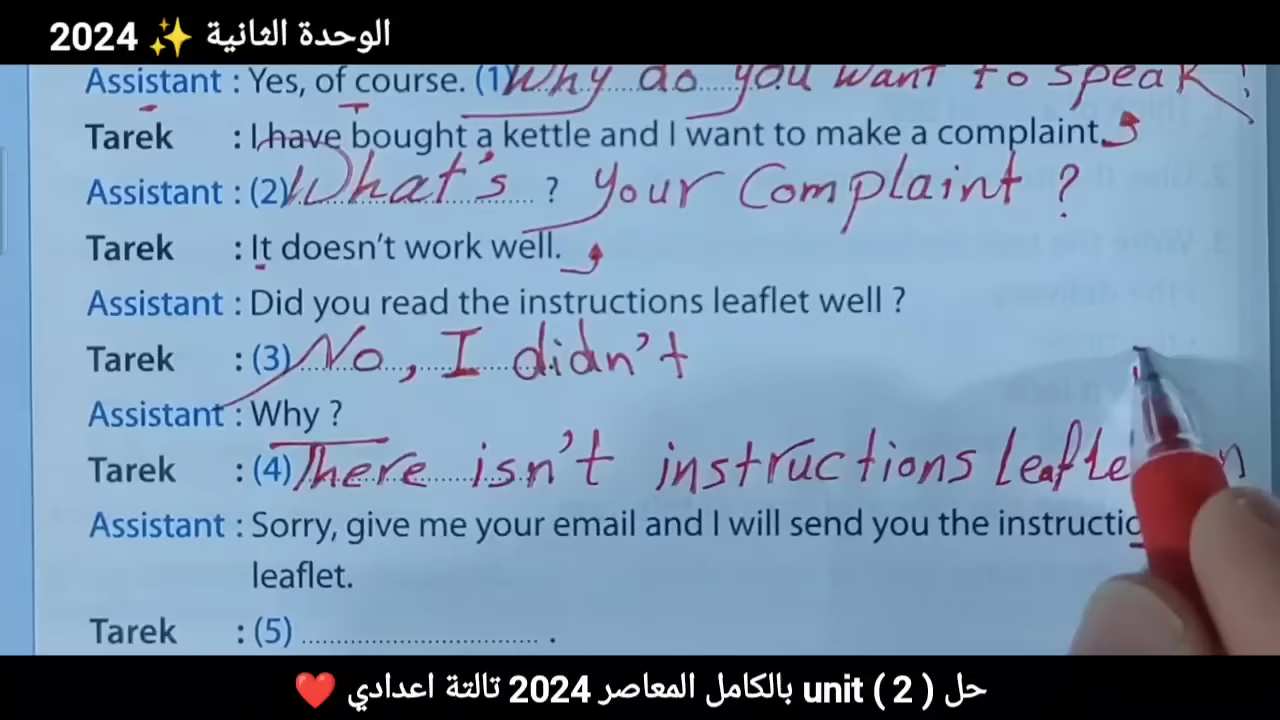 الوحدة الثانية ✨ 2024
Assistant : Yes, of course. (1) Why do you want to speak?
Tarek : I have bought a kettle and I want to make a complaint.
Assistant : (2) What's ........ ? your Complaint ?
Tarek : It doesn't work well.
Assistant : Did you read the instructions leaflet well ?
Tarek : (3) No, I didn't
Assistant : Why ?
Tarek : (4) There isn't instructions
Assistant : Sorry, give me your email and I will send you the
leaflet.
Tarek : (5) ........................................ .
حل ( 2 ) unit بالكامل المعاصر 2024 تالتة اعدادي ❤️